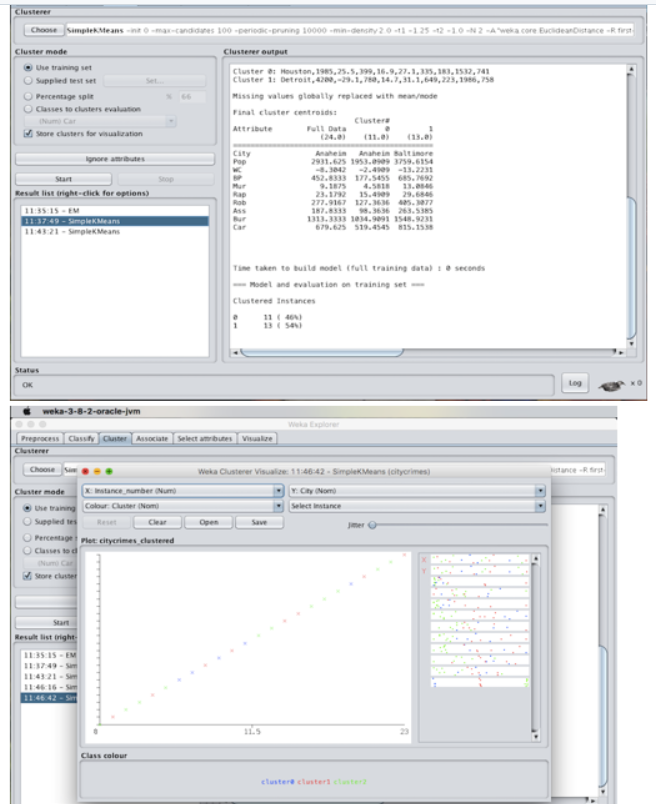 Clusterer
Choose SimpleKMeans -init 0 -max-candidates 100 -periodic-pruning 10000 -min-density 2.0 -t1 -1.25 -t2 -1.0 -N 2 -A "weka.core.EuclideanDistance -R first-
Cluster mode
Use training set
Supplied test set Set...
Percentage split % 66
Classes to clusters evaluation
(Num) Car
Store clusters for visualization
Ignore attributes
Start Stop
Result list (right-click for options)
11:35:15 - EM
11:37:49 - SimpleKMeans
11:43:21 - SimpleKMeans
Clusterer output
Cluster 0: Houston,1985,25.5,399,16.9,27.1,335,183,1532,741
Cluster 1: Detroit,4200,-29.1,780,14.7,31.1,649,223,1986,758
Missing values globally replaced with mean/mode
Final cluster centroids:
Cluster#
Attribute Full Data 0 1
(24.0) (11.0) (13.0)
City Anaheim Anaheim Baltimore
Pop 2931.625 1953.0909 3759.6154
WC -8.3042 -2.4909 -13.2231
BP 452.8333 177.5455 685.7692
Mur 9.1875 4.5818 13.0846
Rap 23.1792 15.4909 29.6846
Rob 277.9167 127.3636 405.3077
Ass 187.8333 98.3636 263.5385
Bur 1313.3333 1034.9091 1548.9231
Car 679.625 519.4545 815.1538
Time taken to build model (full training data) : 0 seconds
=== Model and evaluation on training set ===
Clustered Instances
0 11 ( 46%)
1 13 ( 54%)
Status
OK
Log
x 0
weka-3-8-2-oracle-jvm
Weka Explorer
Preprocess Classify Cluster Associate Select attributes Visualize
Clusterer
Choose Sim
istance -R first-
Weka Clusterer Visualize: 11:46:42 - SimpleKMeans (citycrimes)
Cluster mode
Use training
Supplied tes
Percentage
Classes to cl
(Num) Car
Store cluster
Start
Result list (right-
11:35:15 - EM
11:37:49 - Sim
11:43:21 - Sim
11:46:16 - Sim
11:46:42 - Sim
X: Instance_number (Num) Y: City (Nom)
Colour: Cluster (Nom) Select Instance
Reset Clear Open Save Jitter
Plot: citycrimes_clustered
X
Y
0 11.5 23
Class colour
cluster0 cluster1 cluster2